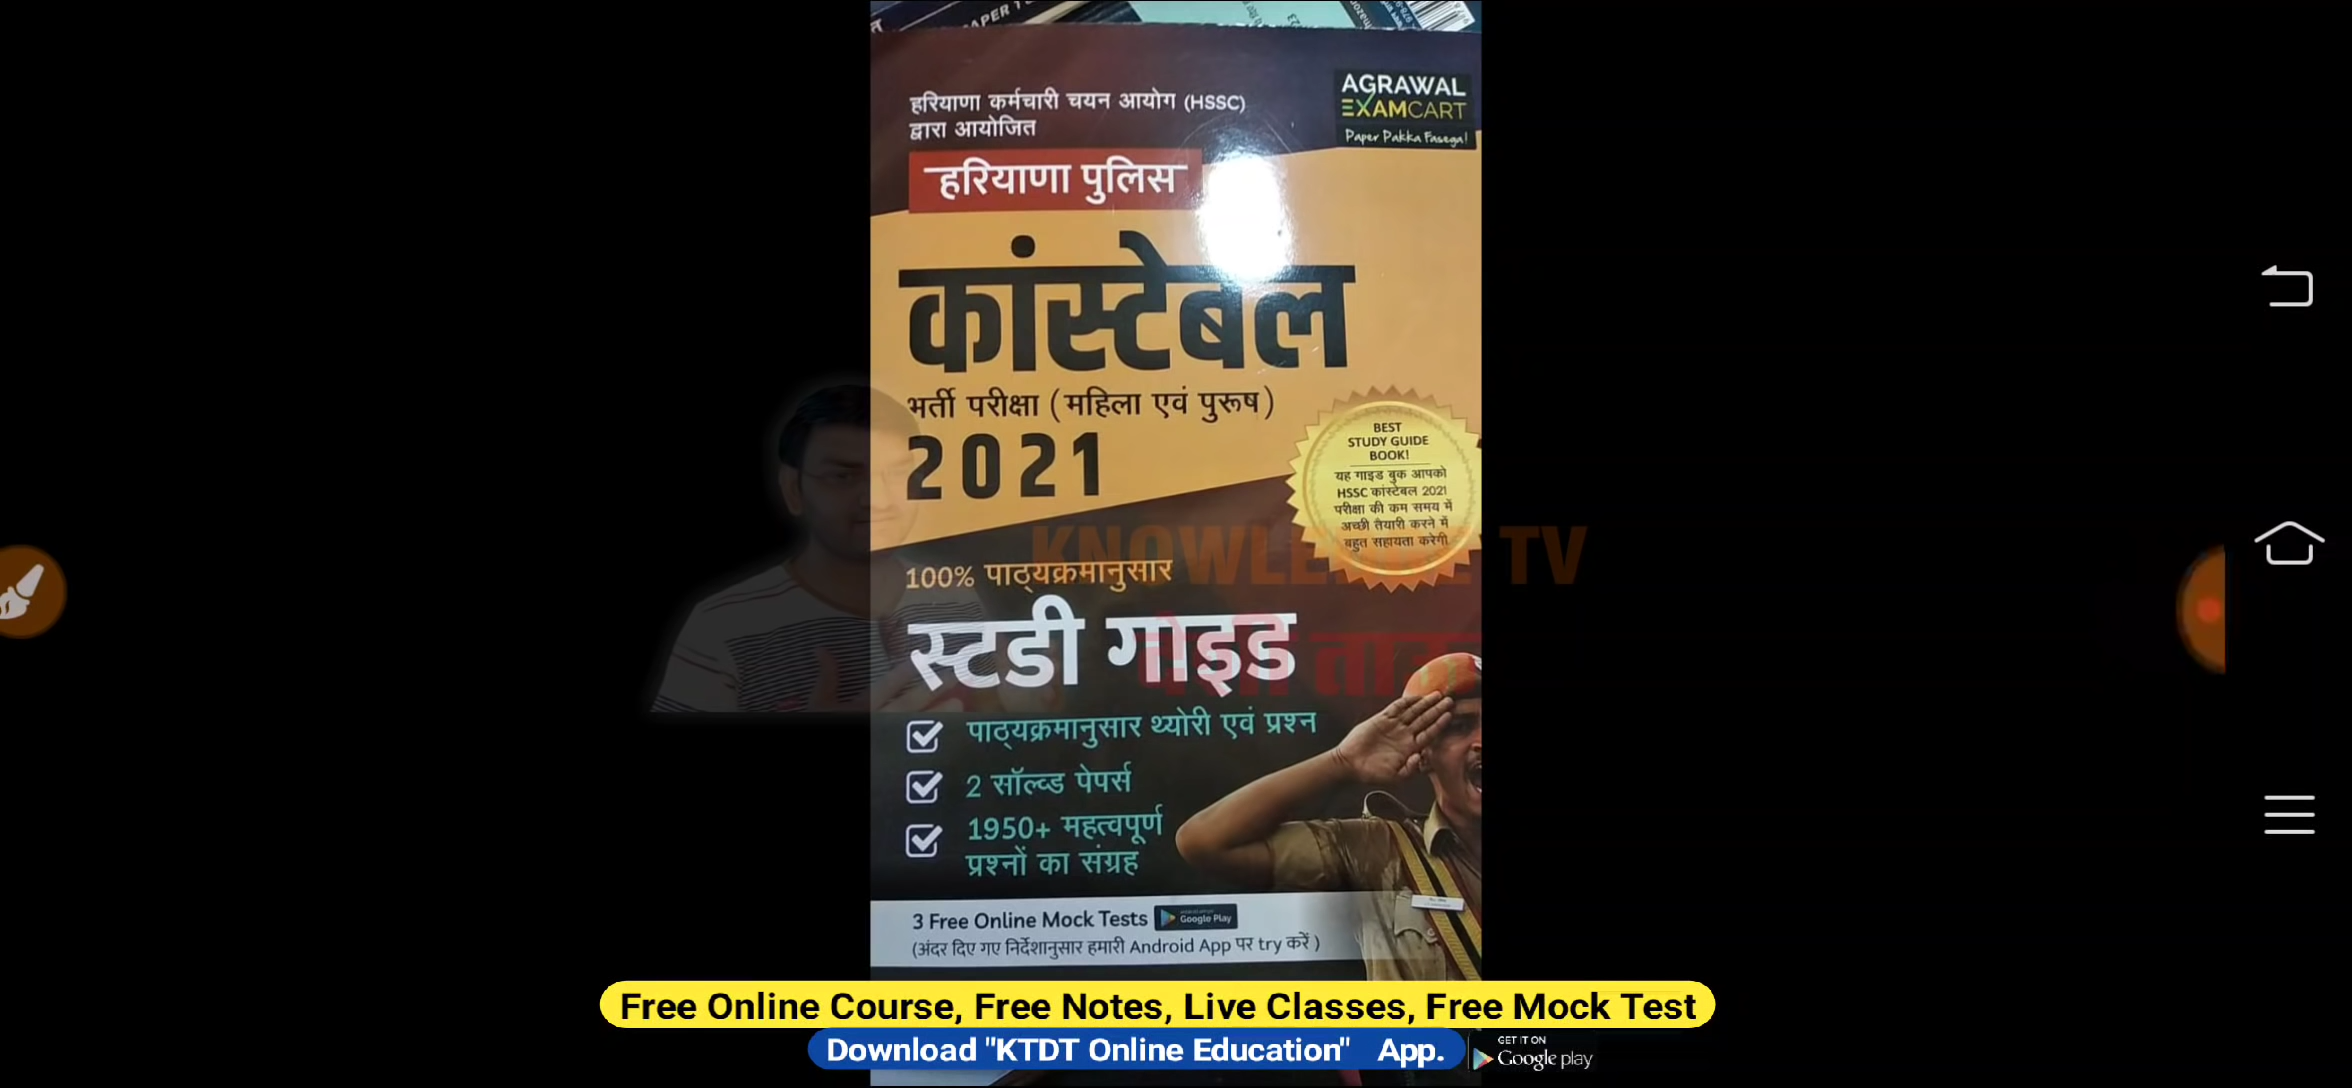 PAPER
हरियाणा कर्मचारी चयन आयोग (HSSC)
द्वारा आयोजित
AGRAWAL
EXAMCART
Paper Pakka Fasega!
हरियाणा पुलिस
कांस्टेबल
भर्ती परीक्षा (महिला एवं पुरूष)
2021
BEST
STUDY GUIDE
BOOK!
यह गाइड बुक आपको
HSSC कांस्टेबल 2021
परीक्षा की कम समय में
अच्छी तैयारी करने में
बहुत सहायता करेगी
KNOWLEDGE TV
100% पाठ्यक्रमानुसार
स्टडी गाइड
देसी ताऊ
पाठ्यक्रमानुसार थ्योरी एवं प्रश्न
2 सॉल्व्ड पेपर्स
1950+ महत्वपूर्ण
प्रश्नों का संग्रह
3 Free Online Mock Tests Google Play
(अंदर दिए गए निर्देशानुसार हमारी Android App पर try करें )
Free Online Course, Free Notes, Live Classes, Free Mock Test
Download "KTDT Online Education" App.
GET IT ON
Google play